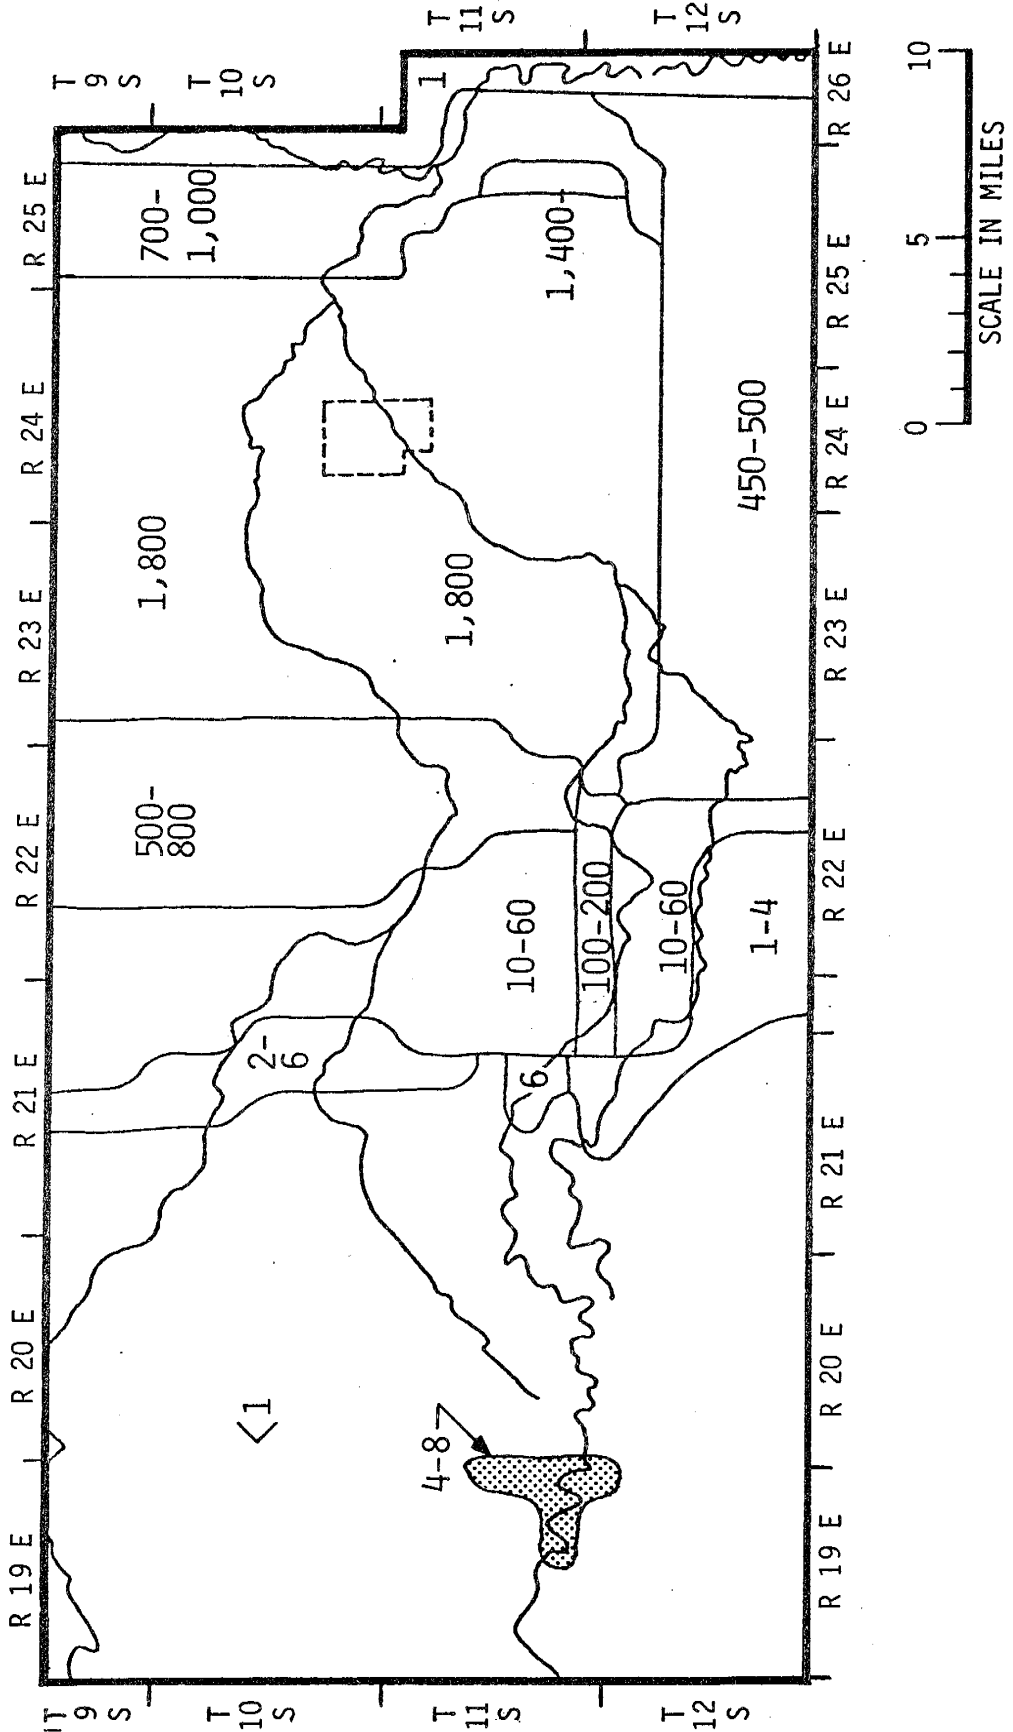 R 19 E
R 20 E
R 21 E
R 22 E
R 23 E
R 24 E
R 25 E
T
9
S
T
10
S
T
11
S
T
12
S
T
9
S
T
10
S
T
11
S
T
12
S
500-
800
1,800
700-
1,000
<1
2-
6
4-8
1
1,800
10-60
6
1,400-
100-200
10-60
1-4
450-500
R 19 E
R 20 E
R 21 E
R 22 E
R 23 E
R 24 E
R 25 E
R 26 E
0
5
10
SCALE IN MILES